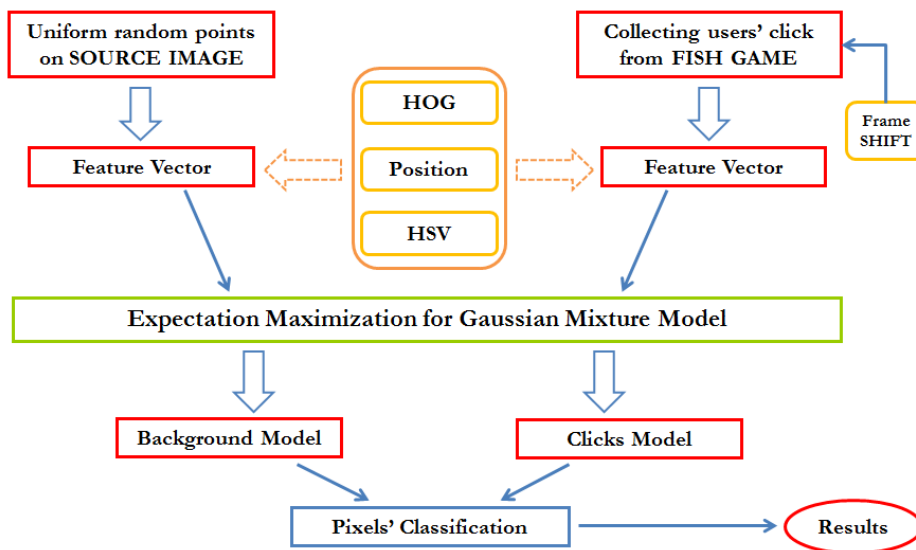 Uniform random points
on SOURCE IMAGE
Collecting users' click
from FISH GAME
HOG
Frame
SHIFT
Feature Vector
Position
Feature Vector
HSV
Expectation Maximization for Gaussian Mixture Model
Background Model
Clicks Model
Pixels' Classification
Results